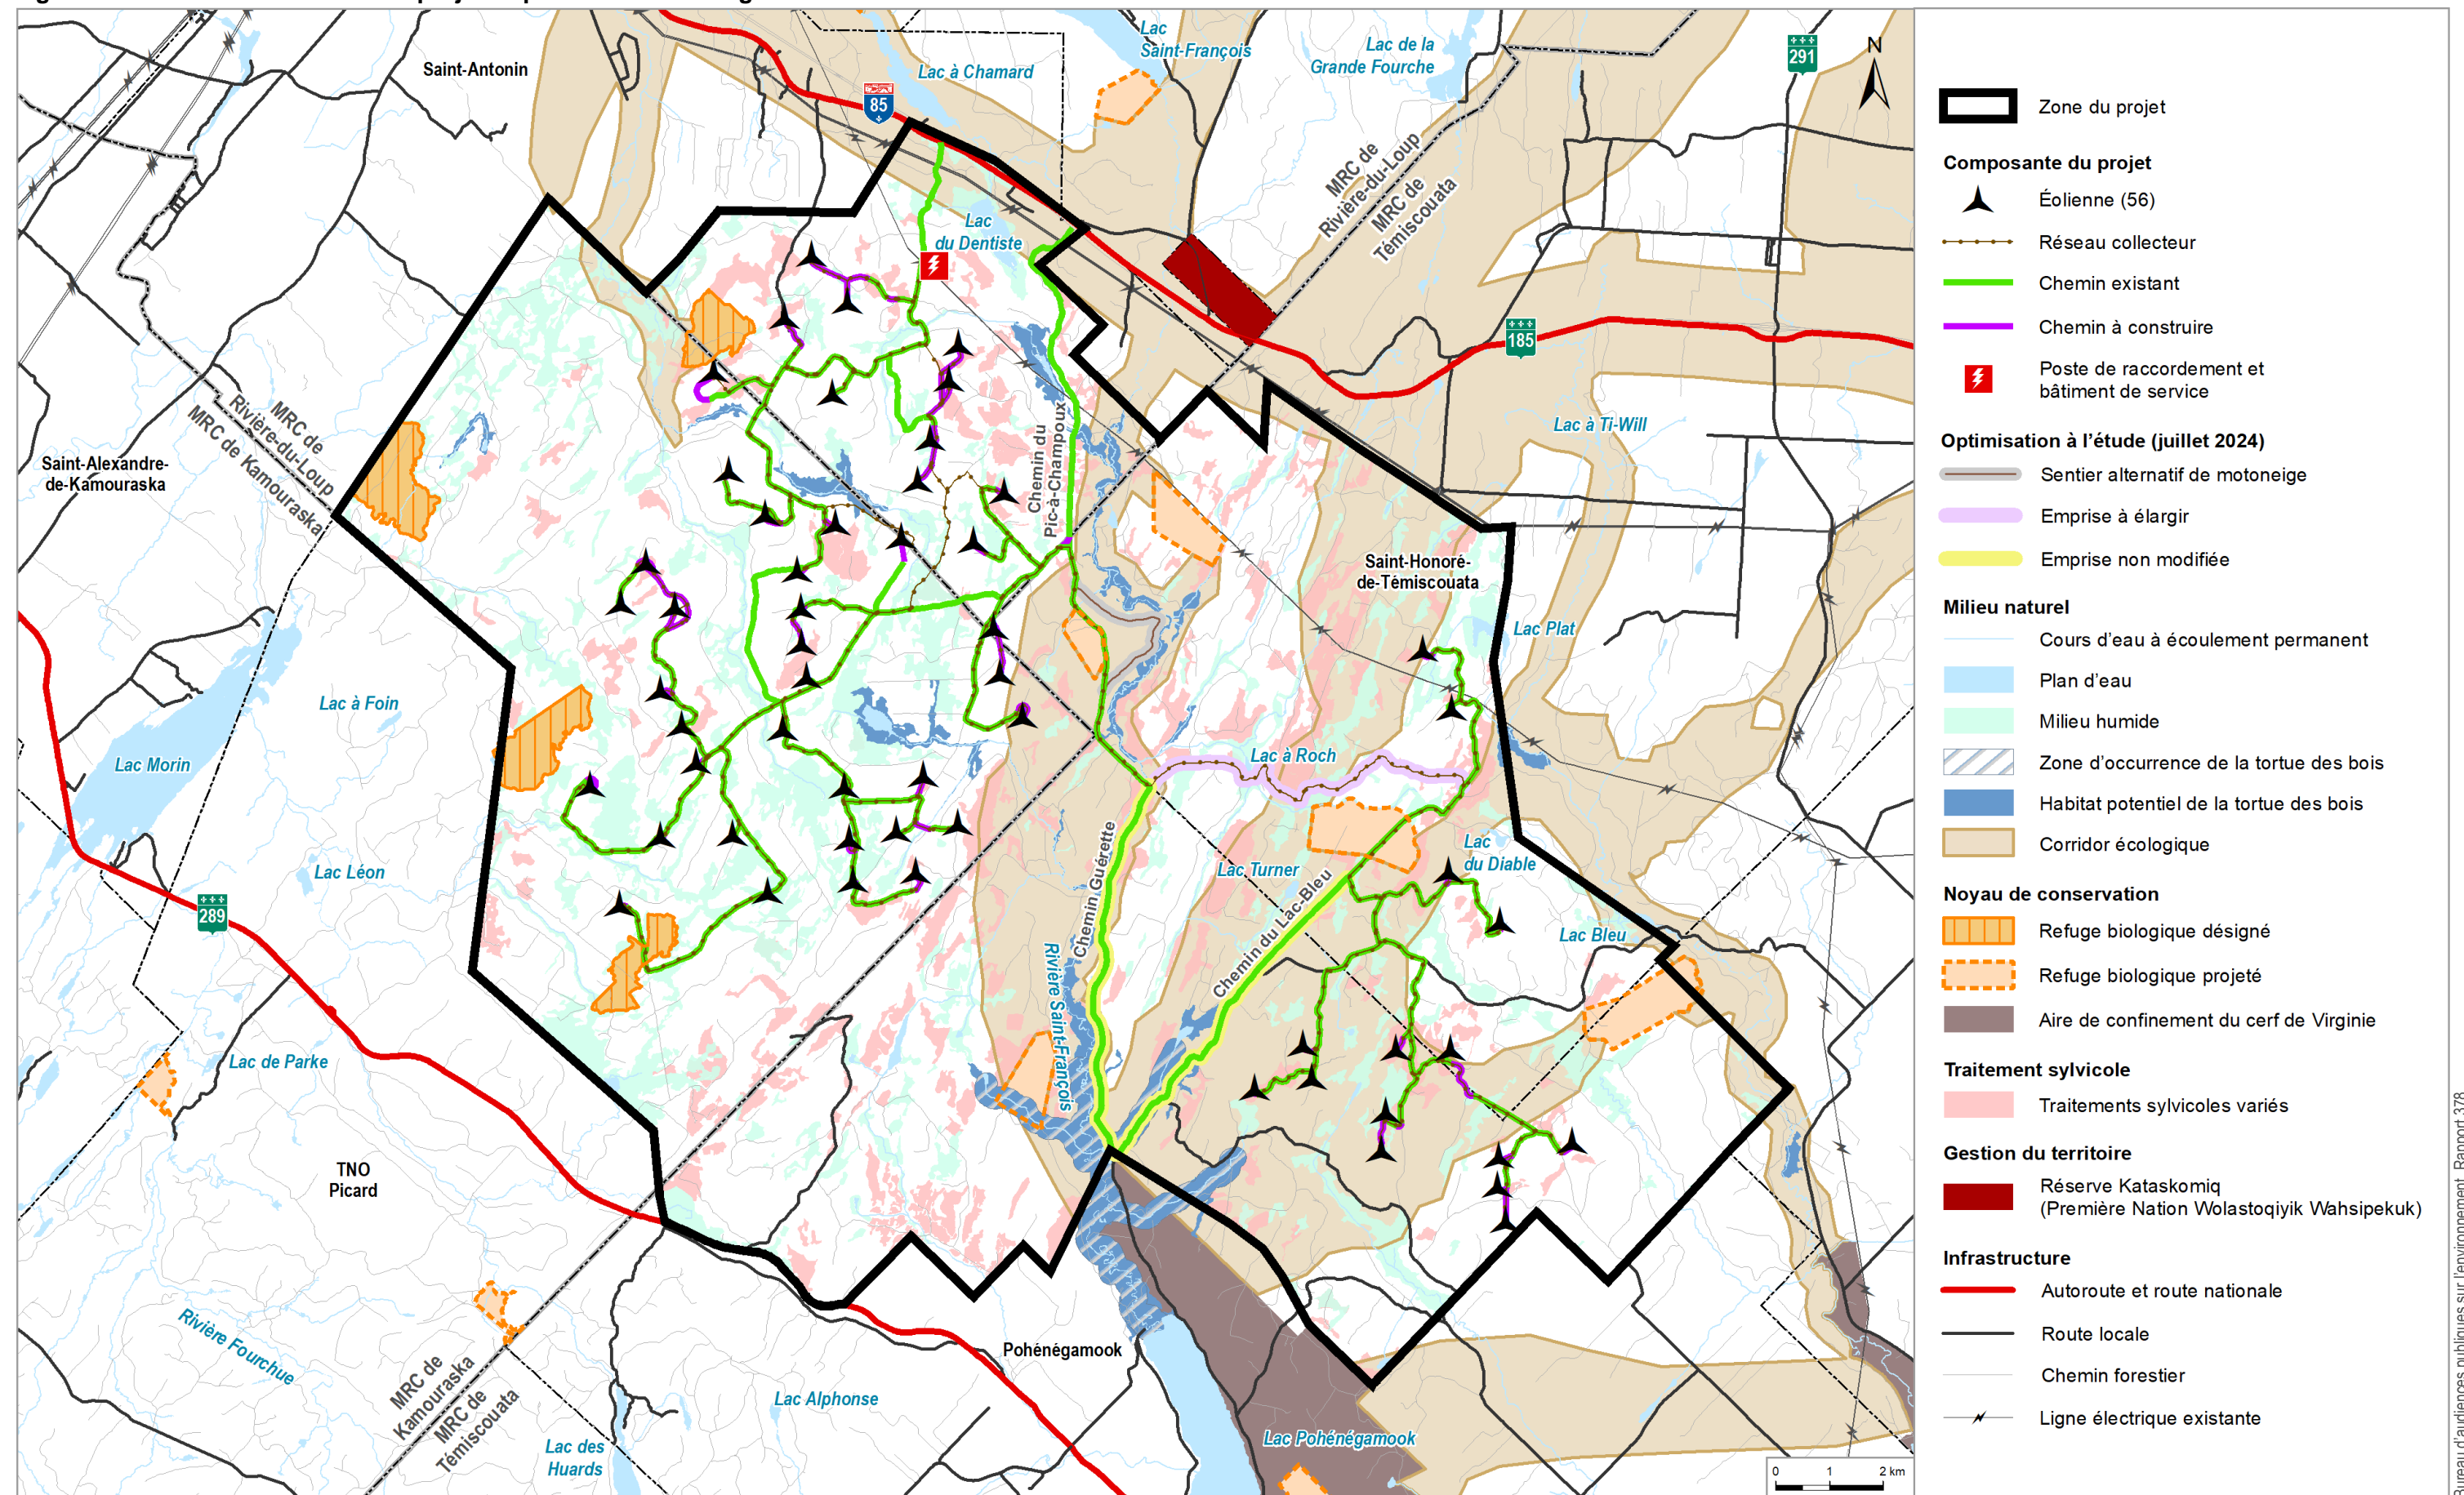 Saint-Antonin
Lac à Chamard
Lac
Saint-François
Lac de la
Grande Fourche
85
291
N
MRC de
Rivière-du-Loup
MRC de
Témiscouata
Lac
du Dentiste
185
Lac à Ti-Will
MRC de
Rivière-du-Loup
MRC de Kamouraska
Saint-Alexandre-
de-Kamouraska
Chemin du
Pic-à-Champoux
Saint-Honoré-
de-Témiscouata
Lac Plat
Lac à Foin
Lac Morin
Lac à Roch
Lac Léon
289
Chemin Guérette
Lac Turner
Lac
du Diable
Chemin du Lac-Bleu
Lac Bleu
Rivière Saint-François
Lac de Parke
TNO
Picard
Rivière Fourchue
MRC de
Kamouraska
MRC de
Témiscouata
Pohénégamook
Lac Alphonse
Lac des
Huards
Lac Pohénégamook
0 1 2 km
Zone du projet
Composante du projet
Éolienne (56)
Réseau collecteur
Chemin existant
Chemin à construire
Poste de raccordement et
bâtiment de service
Optimisation à l'étude (juillet 2024)
Sentier alternatif de motoneige
Emprise à élargir
Emprise non modifiée
Milieu naturel
Cours d'eau à écoulement permanent
Plan d'eau
Milieu humide
Zone d'occurrence de la tortue des bois
Habitat potentiel de la tortue des bois
Corridor écologique
Noyau de conservation
Refuge biologique désigné
Refuge biologique projeté
Aire de confinement du cerf de Virginie
Traitement sylvicole
Traitements sylvicoles variés
Gestion du territoire
Réserve Kataskomiq
(Première Nation Wolastoqiyik Wahsipekuk)
Infrastructure
Autoroute et route nationale
Route locale
Chemin forestier
Ligne électrique existante
Bureau d'audiences publiques sur l'environnement, Rapport 378